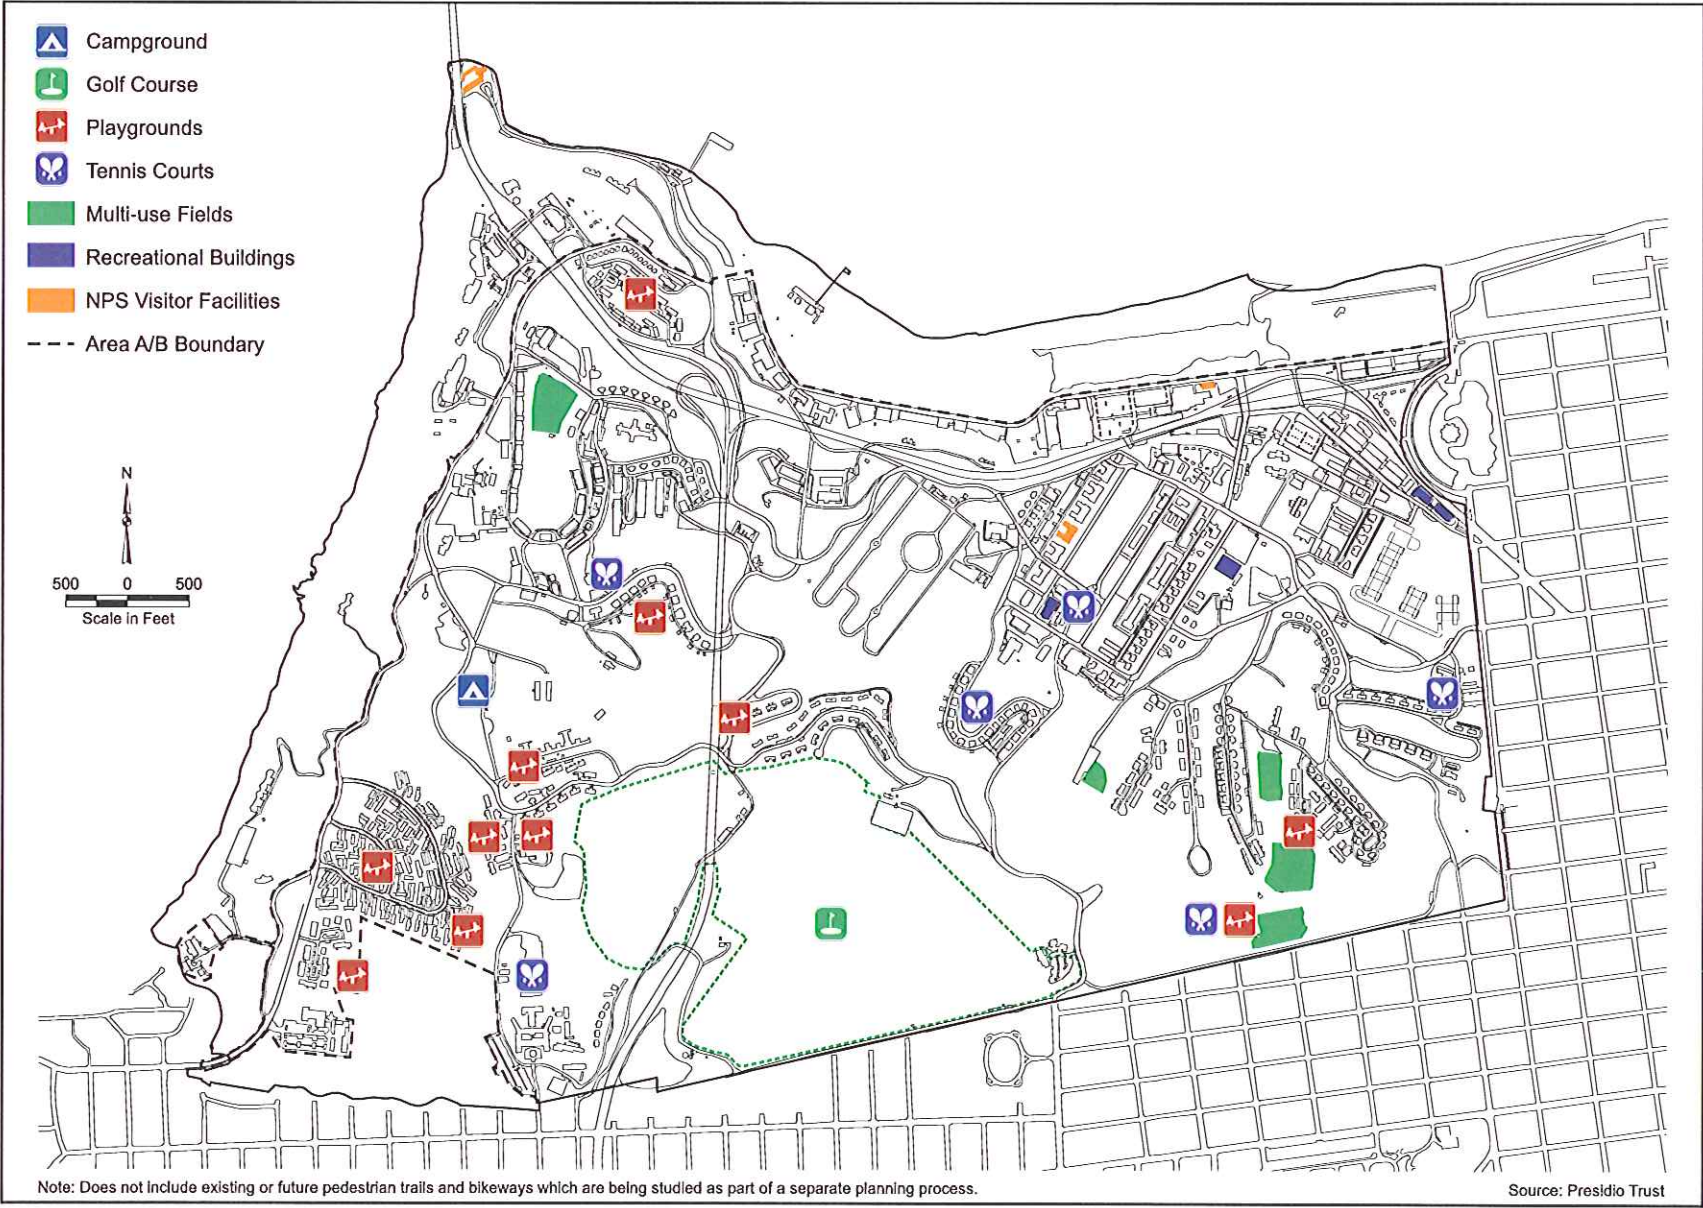 Campground
Golf Course
Playgrounds
Tennis Courts
Multi-use Fields
Recreational Buildings
NPS Visitor Facilities
Area A/B Boundary
N
500 0 500
Scale in Feet
Note: Does not include existing or future pedestrian trails and bikeways which are being studied as part of a separate planning process.
Source: Presidio Trust